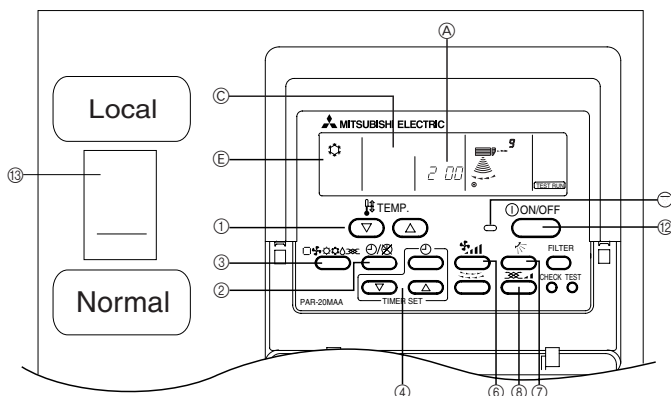 Ⓐ
Ⓒ
Local
MITSUBISHI ELECTRIC
Ⓔ
g
2 00
TEST RUN
⑬
TEMP.
ON/OFF
①
⑫
③
FILTER
②
CHECK TEST
Normal
PAR-20MAA
TIMER SET
④ ⑥ ⑧ ⑦